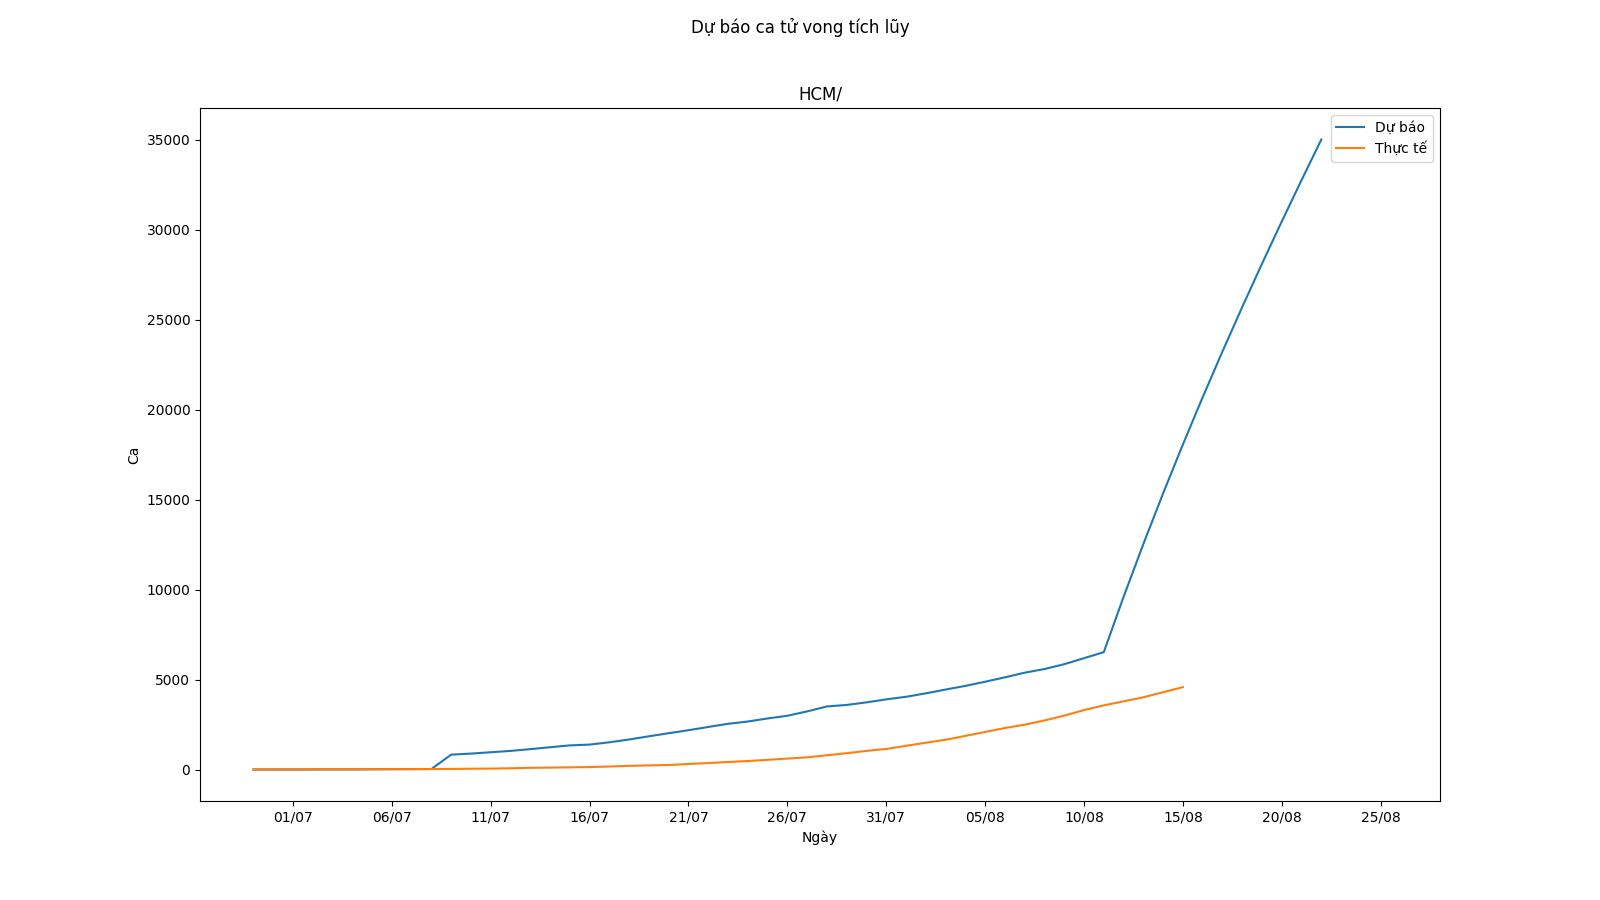 Dự báo ca tử vong tích lũy
HCM/
Dự báo
Thực tế
35000
30000
25000
20000
15000
10000
5000
0
Ca
01/07 06/07 11/07 16/07 21/07 26/07 31/07 05/08 10/08 15/08 20/08 25/08
Ngày